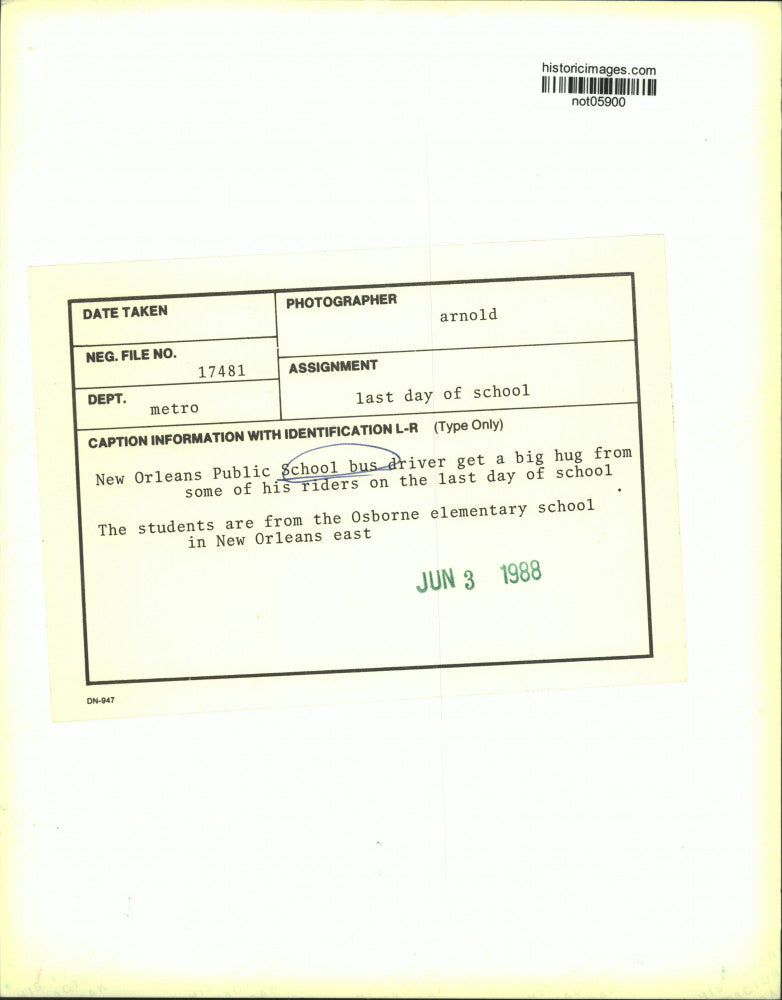 historicimages.com
not05900
DATE TAKEN
PHOTOGRAPHER
arnold
NEG. FILE NO.
17481
ASSIGNMENT
last day of school
DEPT.
metro
CAPTION INFORMATION WITH IDENTIFICATION L-R (Type Only)
New Orleans Public School bus driver get a big hug from
some of his riders on the last day of school
The students are from the Osborne elementary school
in New Orleans east
JUN 3 1988
DN-947